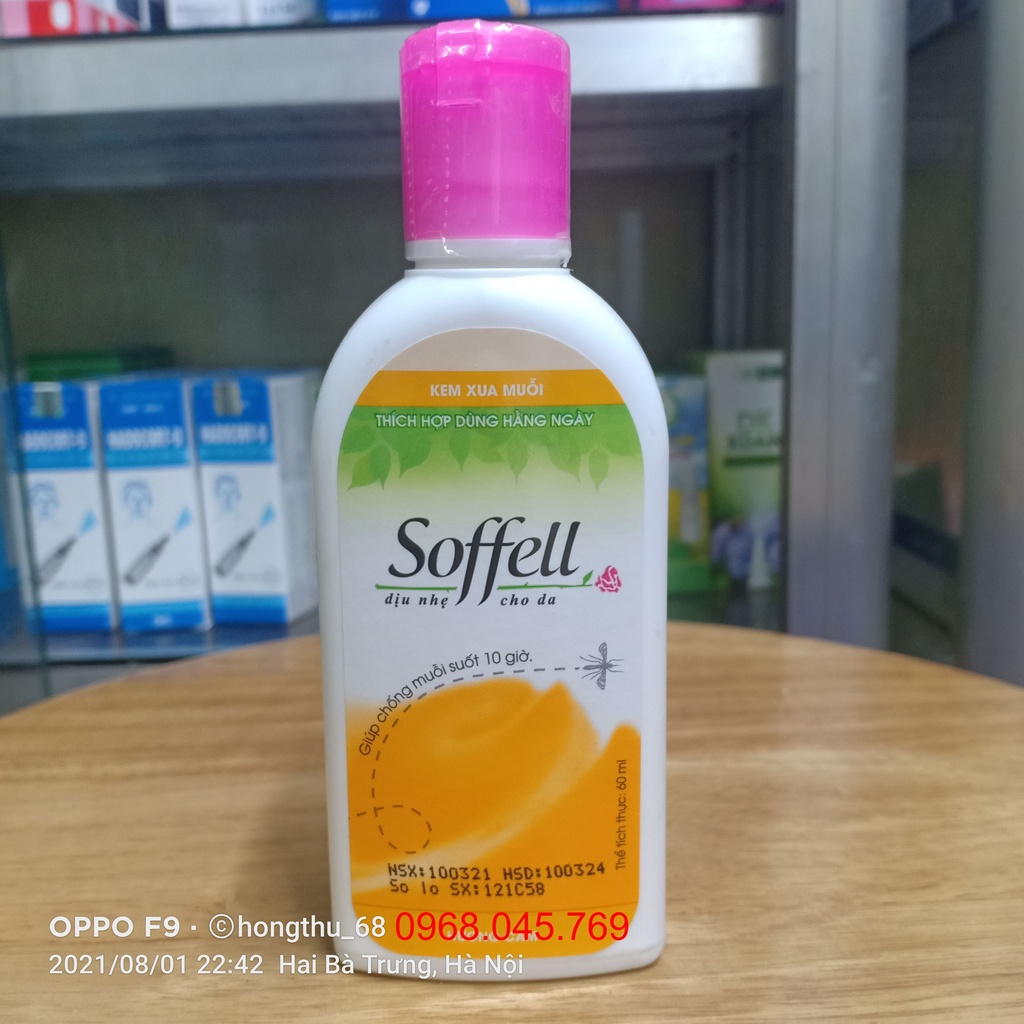 KEM XUA MUỖI
THÍCH HỢP DÙNG HẰNG NGÀY
Soffell
dịu nhẹ cho da
Giúp chống muỗi suốt 10 giờ.
Thể tích thực: 60 ml
NSX:100321 HSD:100324
So lo SX:121C58
OPPO F9 · ©hongthu_68 0968.045.769
2021/08/01 22:42 Hai Bà Trưng, Hà Nội